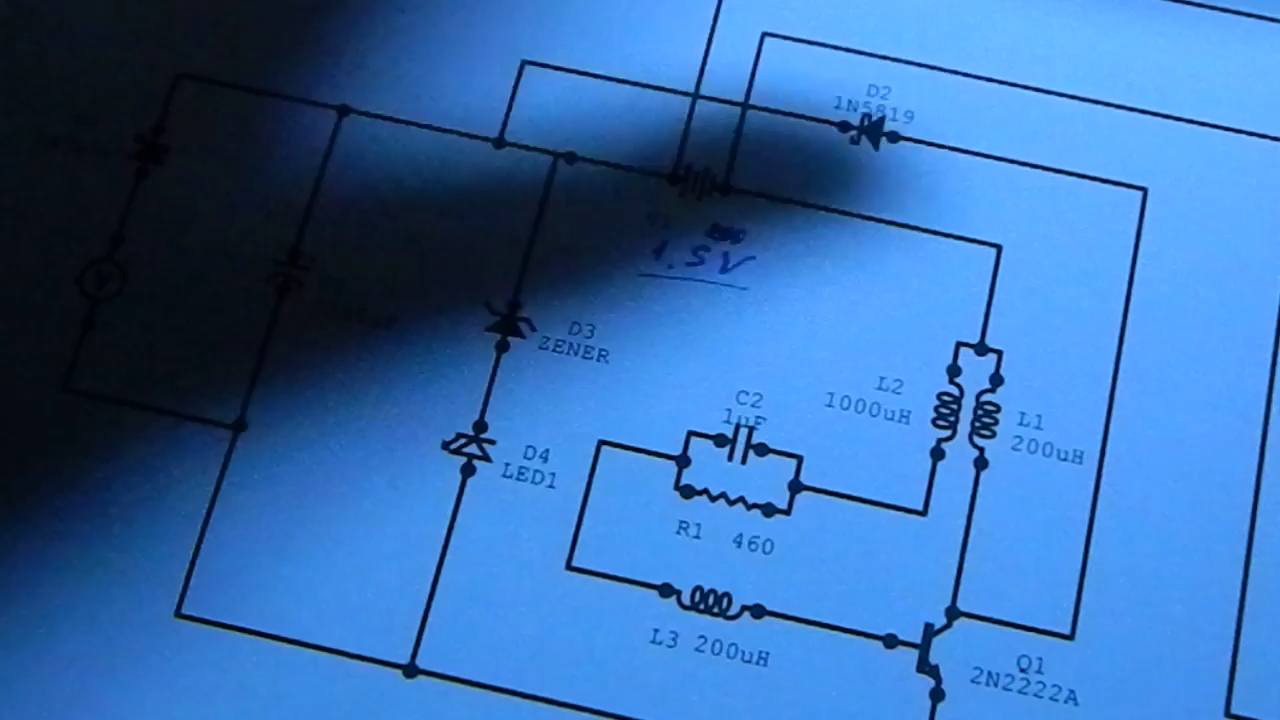 D2
1N5819
1.5V
D3
ZENER
C2
1uF
L2
1000uH
L1
200uH
D4
LED1
R1 460
L3 200uH
Q1
2N2222A